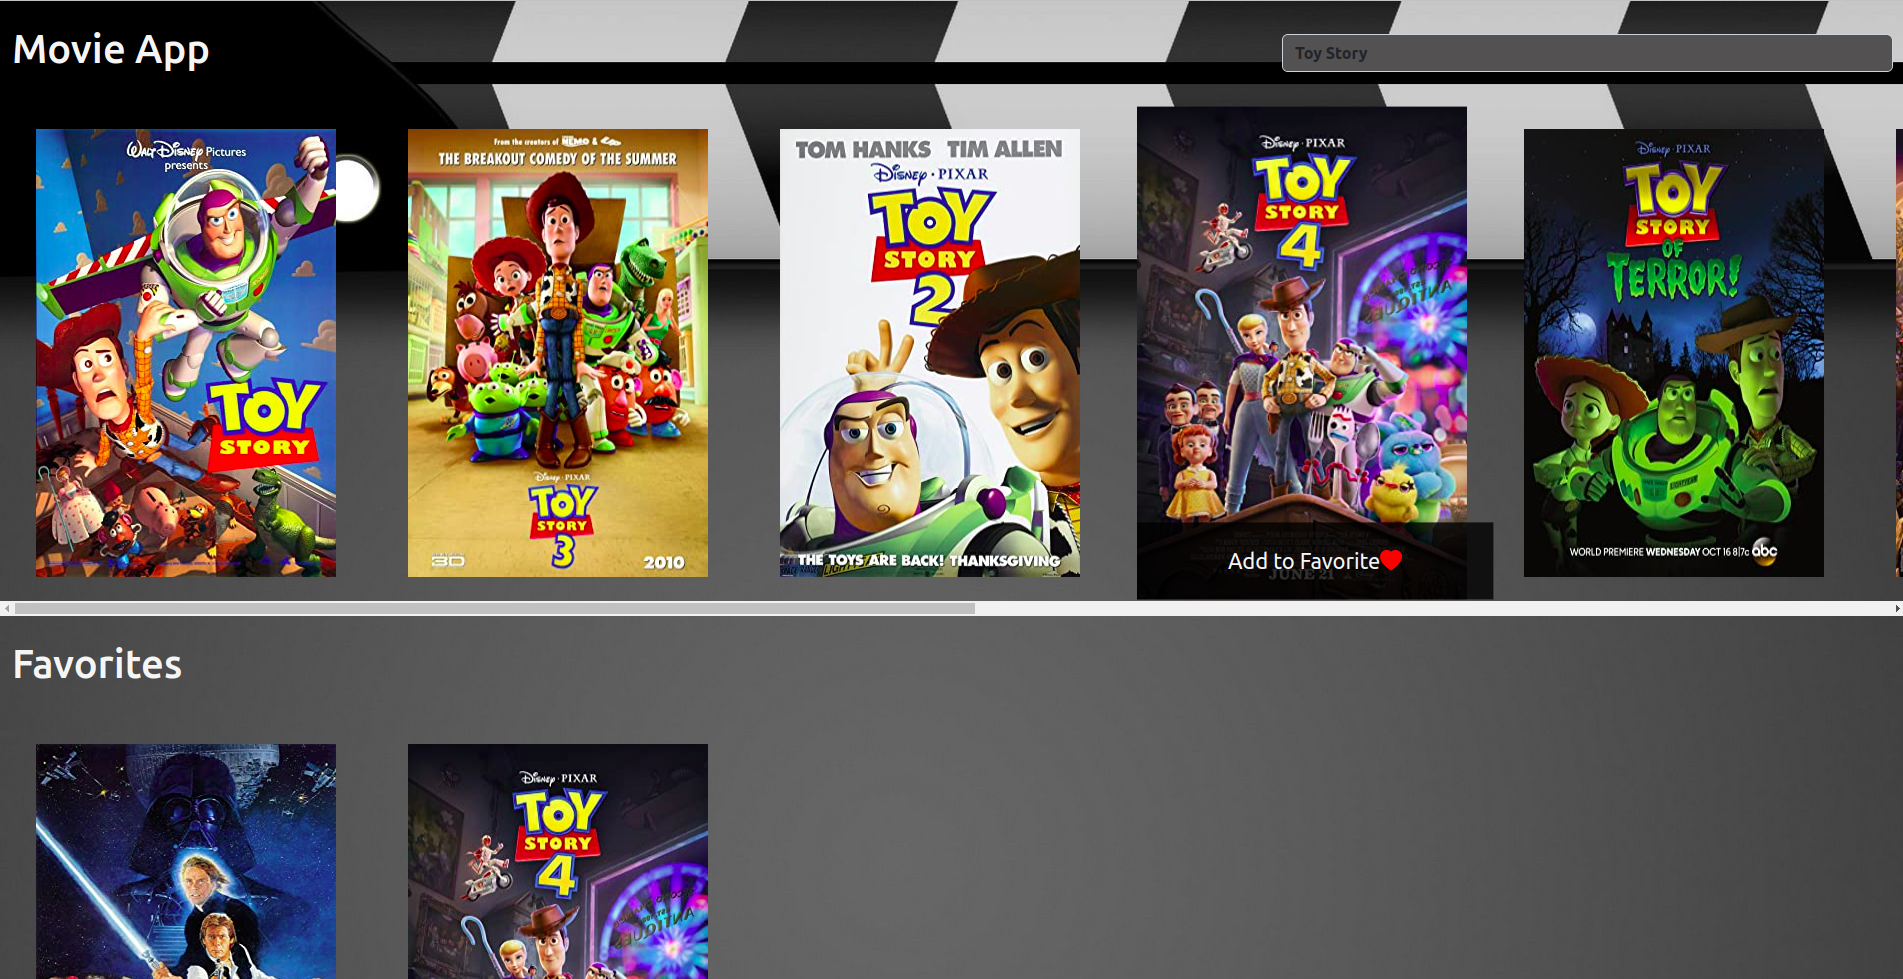 Movie App
Toy Story
WALT DISNEY Pictures
presents
TOY
STORY
From the creators of NEMO &
THE BREAKOUT COMEDY OF THE SUMMER
DISNEY · PIXAR
TOY
STORY
3
3D
2010
TOM HANKS TIM ALLEN
DISNEY · PIXAR
TOY
STORY
2
THE TOYS ARE BACK! THANKSGIVING
DISNEY · PIXAR
TOY
STORY
4
ANTIQUES
Add to Favorite
JUNE 21
DISNEY · PIXAR
TOY
STORY
OF
TERROR!
WORLD PREMIERE WEDNESDAY OCT 16 8|7c abc
Favorites
DISNEY · PIXAR
TOY
STORY
4
ANTIQUES